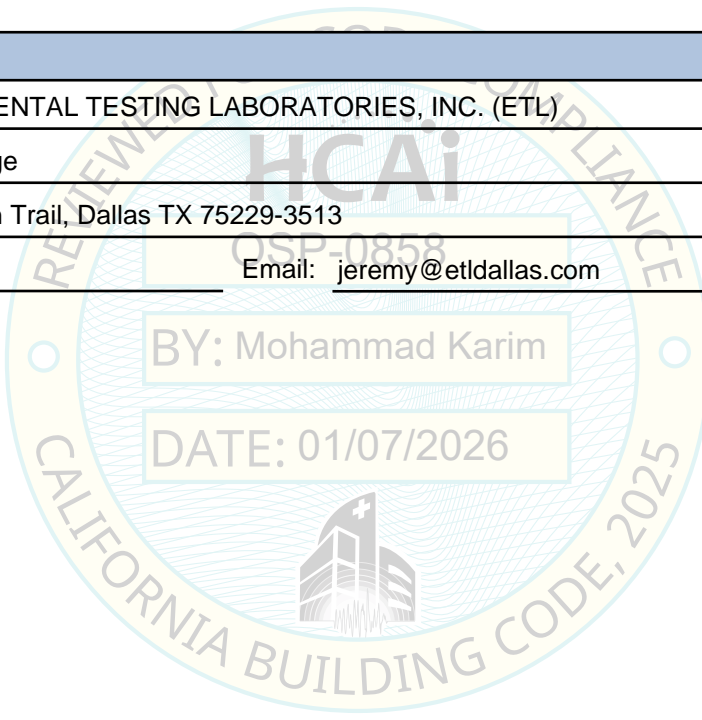 ENTAL TESTING LABORATORIES, INC. (ETL)
ge
Trail, Dallas TX 75229-3513
Email: jeremy@etldallas.com
REVIEWED FOR CODE COMPLIANCE
HCAi
OSP-0858
BY: Mohammad Karim
DATE: 01/07/2026
CALIFORNIA BUILDING CODE, 2025